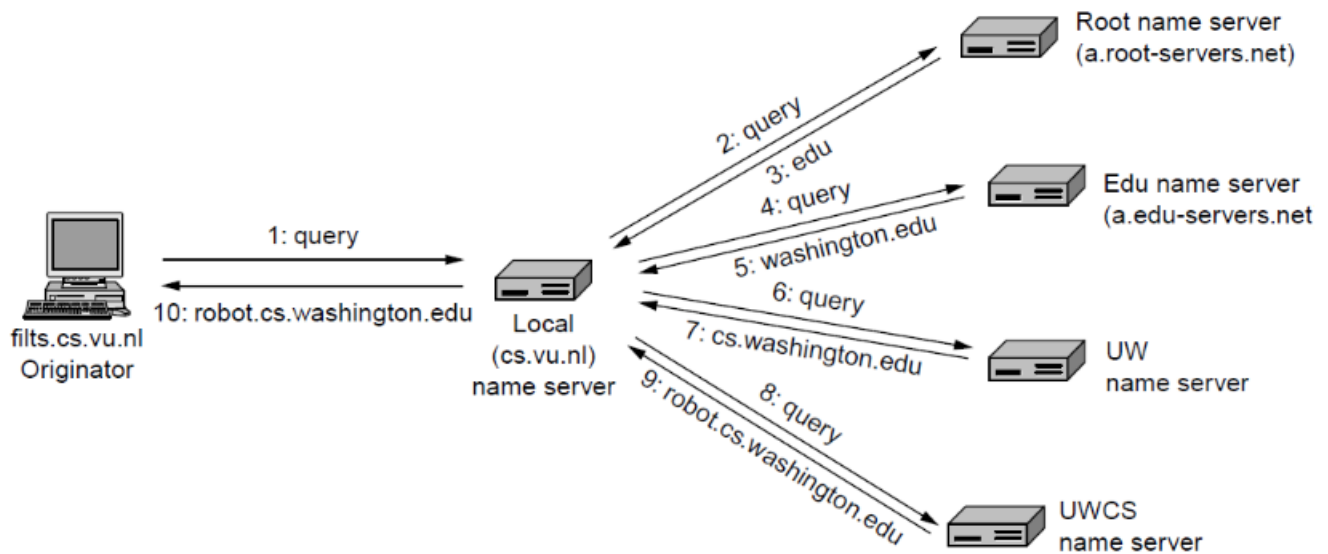 Root name server
(a.root-servers.net)
2: query
3: edu
4: query
Edu name server
(a.edu-servers.net
1: query
5: washington.edu
6: query
10: robot.cs.washington.edu
7: cs.washington.edu
filts.cs.vu.nl
Originator
Local
(cs.vu.nl)
name server
UW
name server
8: query
9: robot.cs.washington.edu
UWCS
name server